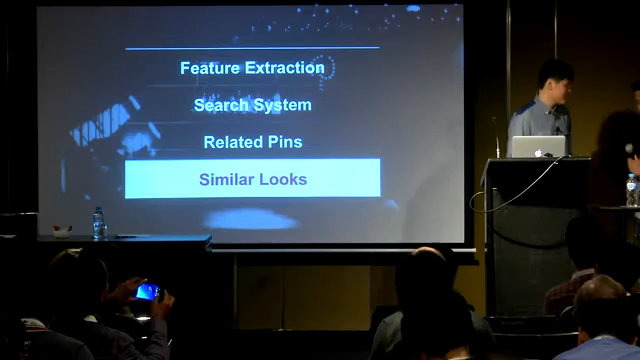 Feature Extraction
Search System
Related Pins
Similar Looks